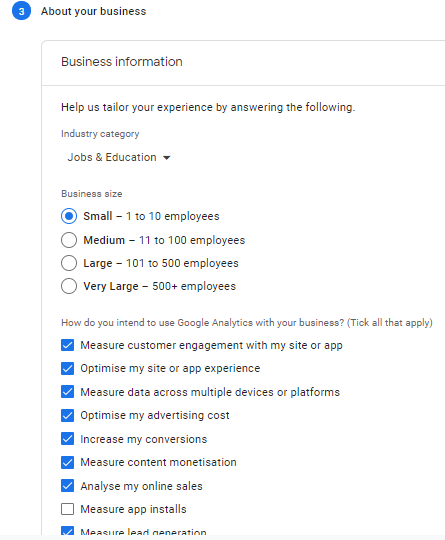 3 About your business
Business information
Help us tailor your experience by answering the following.
Industry category
Jobs & Education
Business size
Small – 1 to 10 employees
Medium – 11 to 100 employees
Large – 101 to 500 employees
Very Large – 500+ employees
How do you intend to use Google Analytics with your business? (Tick all that apply)
Measure customer engagement with my site or app
Optimise my site or app experience
Measure data across multiple devices or platforms
Optimise my advertising cost
Increase my conversions
Measure content monetisation
Analyse my online sales
Measure app installs
Measure lead generation